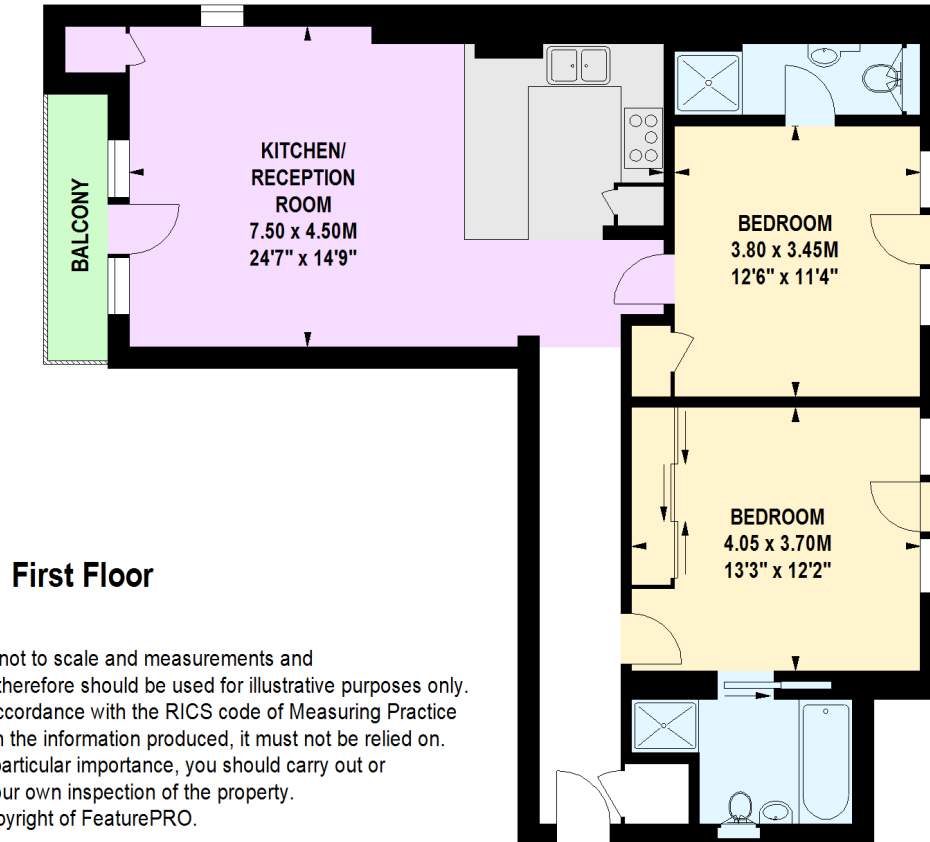 KITCHEN/
RECEPTION
ROOM
7.50 x 4.50M
24'7" x 14'9"
BALCONY
BEDROOM
3.80 x 3.45M
12'6" x 11'4"
BEDROOM
4.05 x 3.70M
13'3" x 12'2"
First Floor
not to scale and measurements and
therefore should be used for illustrative purposes only.
ccordance with the RICS code of Measuring Practice
n the information produced, it must not be relied on.
particular importance, you should carry out or
our own inspection of the property.
pyright of FeaturePRO.